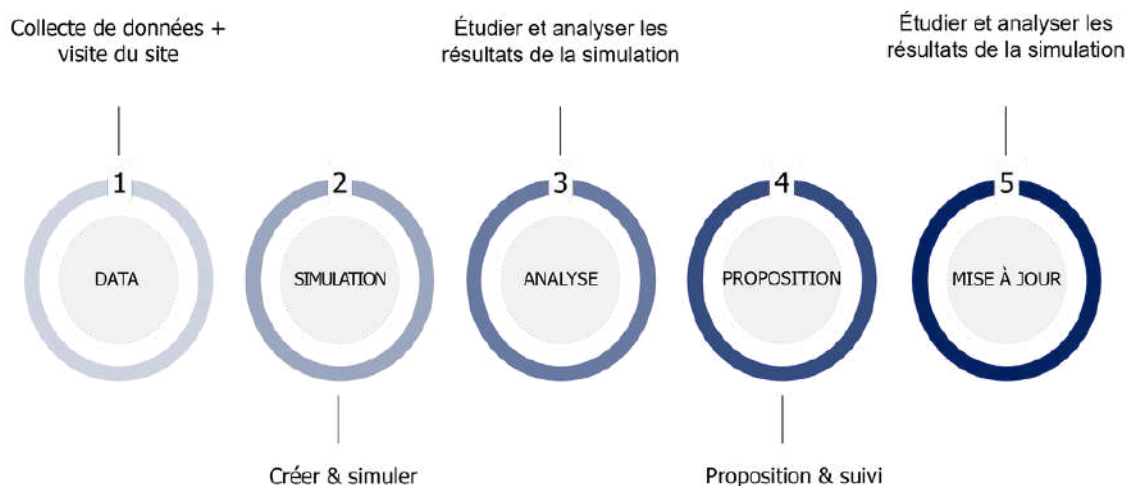 Collecte de données +
visite du site
Étudier et analyser les
résultats de la simulation
Étudier et analyser les
résultats de la simulation
1
2
3
4
5
DATA
SIMULATION
ANALYSE
PROPOSITION
MISE À JOUR
Créer & simuler
Proposition & suivi